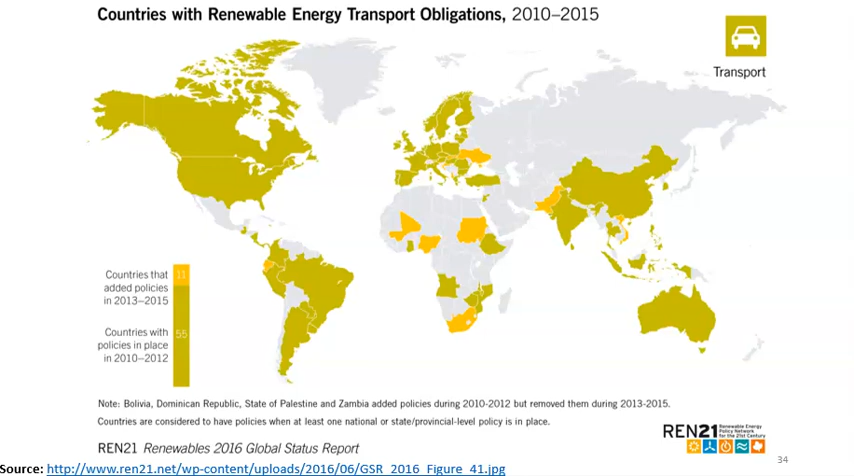 Countries with Renewable Energy Transport Obligations, 2010–2015
Transport
Countries that
added policies
in 2013–2015
11
Countries with
policies in place
in 2010–2012
55
Note: Bolivia, Dominican Republic, State of Palestine and Zambia added policies during 2010-2012 but removed them during 2013-2015.
Countries are considered to have policies when at least one national or state/provincial-level policy is in place.
REN21 Renewable Energy
Policy Network
for the 21st Century
REN21 Renewables 2016 Global Status Report
34
Source: http://www.ren21.net/wp-content/uploads/2016/06/GSR_2016_Figure_41.jpg